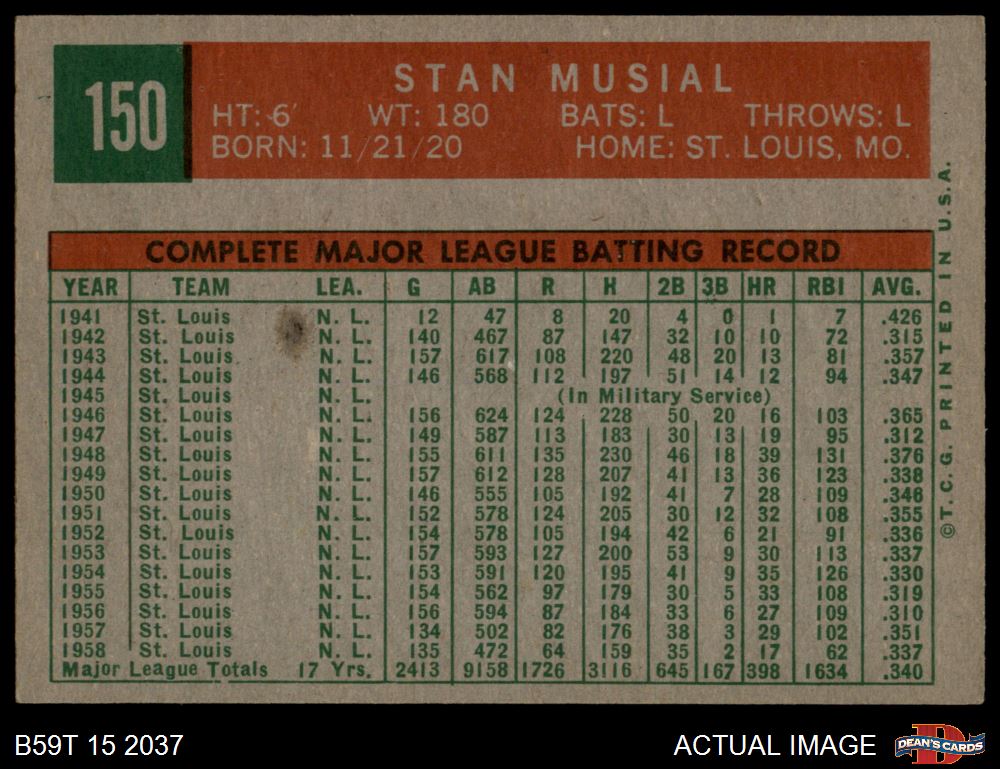 150
STAN MUSIAL
HT: 6' WT: 180 BATS: L THROWS: L
BORN: 11/21/20 HOME: ST. LOUIS, MO.
COMPLETE MAJOR LEAGUE BATTING RECORD
YEAR TEAM LEA. G AB R H 2B 3B HR RBI AVG.
1941 St. Louis N. L. 12 47 8 20 4 0 1 7 .426
1942 St. Louis N. L. 140 467 87 147 32 10 10 72 .315
1943 St. Louis N. L. 157 617 108 220 48 20 13 81 .357
1944 St. Louis N. L. 146 568 112 197 51 14 12 94 .347
1945 St. Louis N. L. (In Military Service)
1946 St. Louis N. L. 156 624 124 228 50 20 16 103 .365
1947 St. Louis N. L. 149 587 113 183 30 13 19 95 .312
1948 St. Louis N. L. 155 611 135 230 46 18 39 131 .376
1949 St. Louis N. L. 157 612 128 207 41 13 36 123 .338
1950 St. Louis N. L. 146 555 105 192 41 7 28 109 .346
1951 St. Louis N. L. 152 578 124 205 30 12 32 108 .355
1952 St. Louis N. L. 154 578 105 194 42 6 21 91 .336
1953 St. Louis N. L. 157 593 127 200 53 9 30 113 .337
1954 St. Louis N. L. 153 591 120 195 41 9 35 126 .330
1955 St. Louis N. L. 154 562 97 179 30 5 33 108 .319
1956 St. Louis N. L. 156 594 87 184 33 6 27 109 .310
1957 St. Louis N. L. 134 502 82 176 38 3 29 102 .351
1958 St. Louis N. L. 135 472 64 159 35 2 17 62 .337
Major League Totals 17 Yrs. 2413 9158 1726 3116 645 167 398 1634 .340
©T.C.G. PRINTED IN U.S.A.
B59T 15 2037
ACTUAL IMAGE
D
DEAN'S CARDS